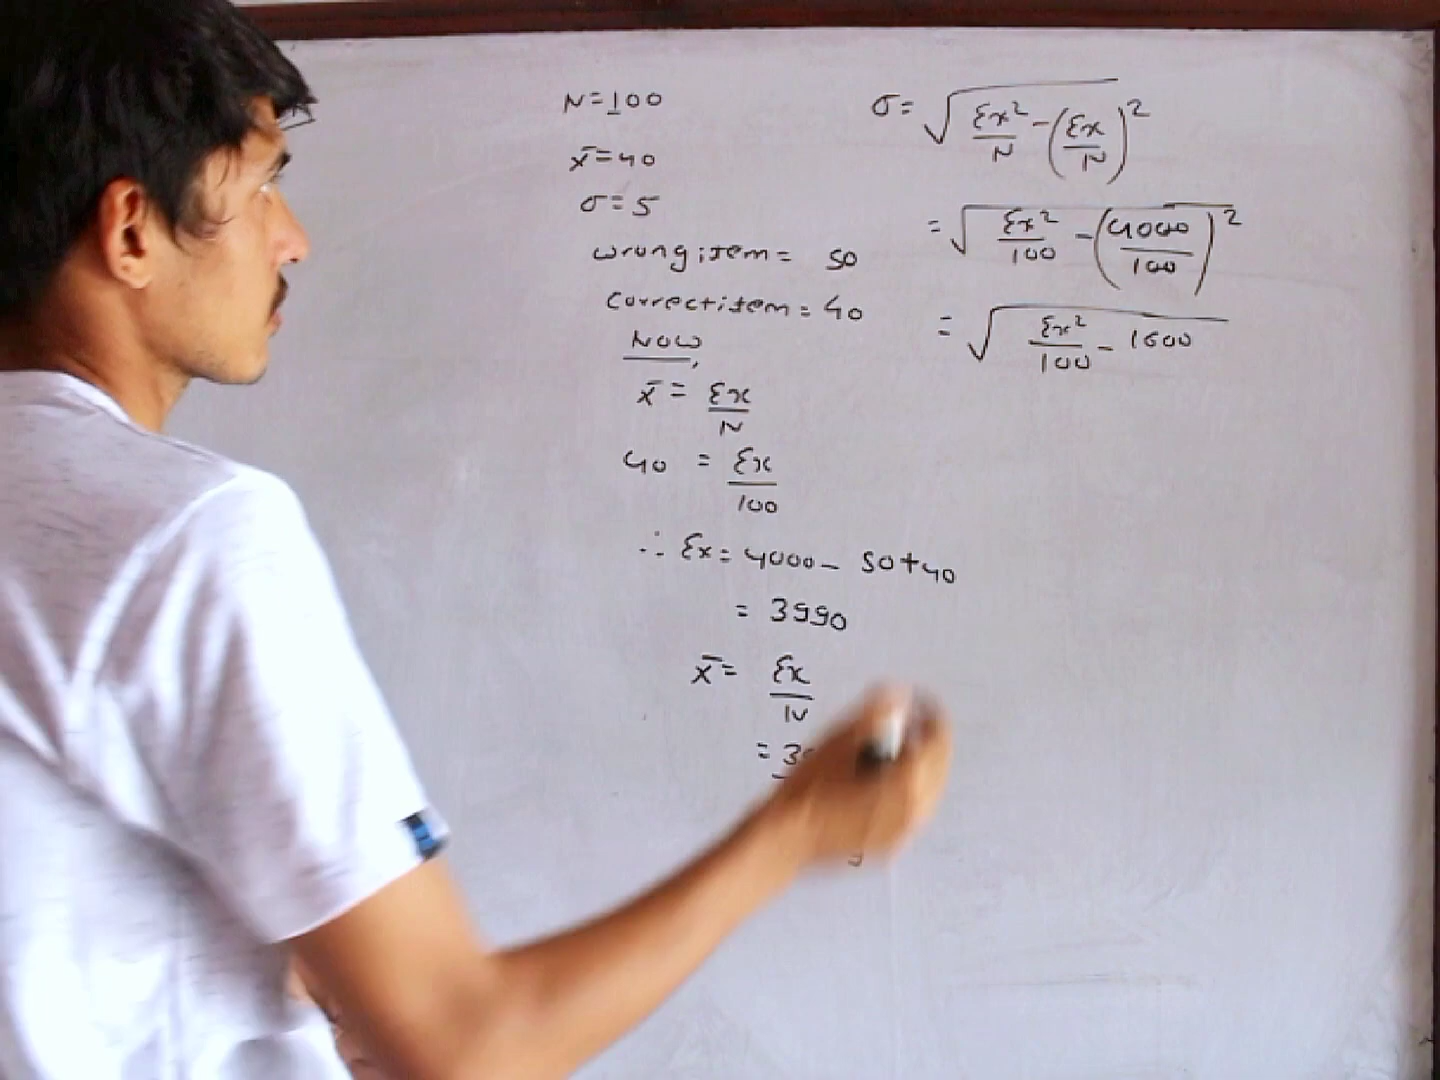 N=100
x̄=40
σ=5
wrong item = 50
correct item = 40
Now,
x̄ = Σx/N
40 = Σx/100
∴ Σx = 4000 - 50+40
= 3990
x̄ = Σx/N
σ = √(Σx²/N - (Σx/N)²)
= √(Σx²/100 - (4000/100)²)
= √(Σx²/100 - 1600)